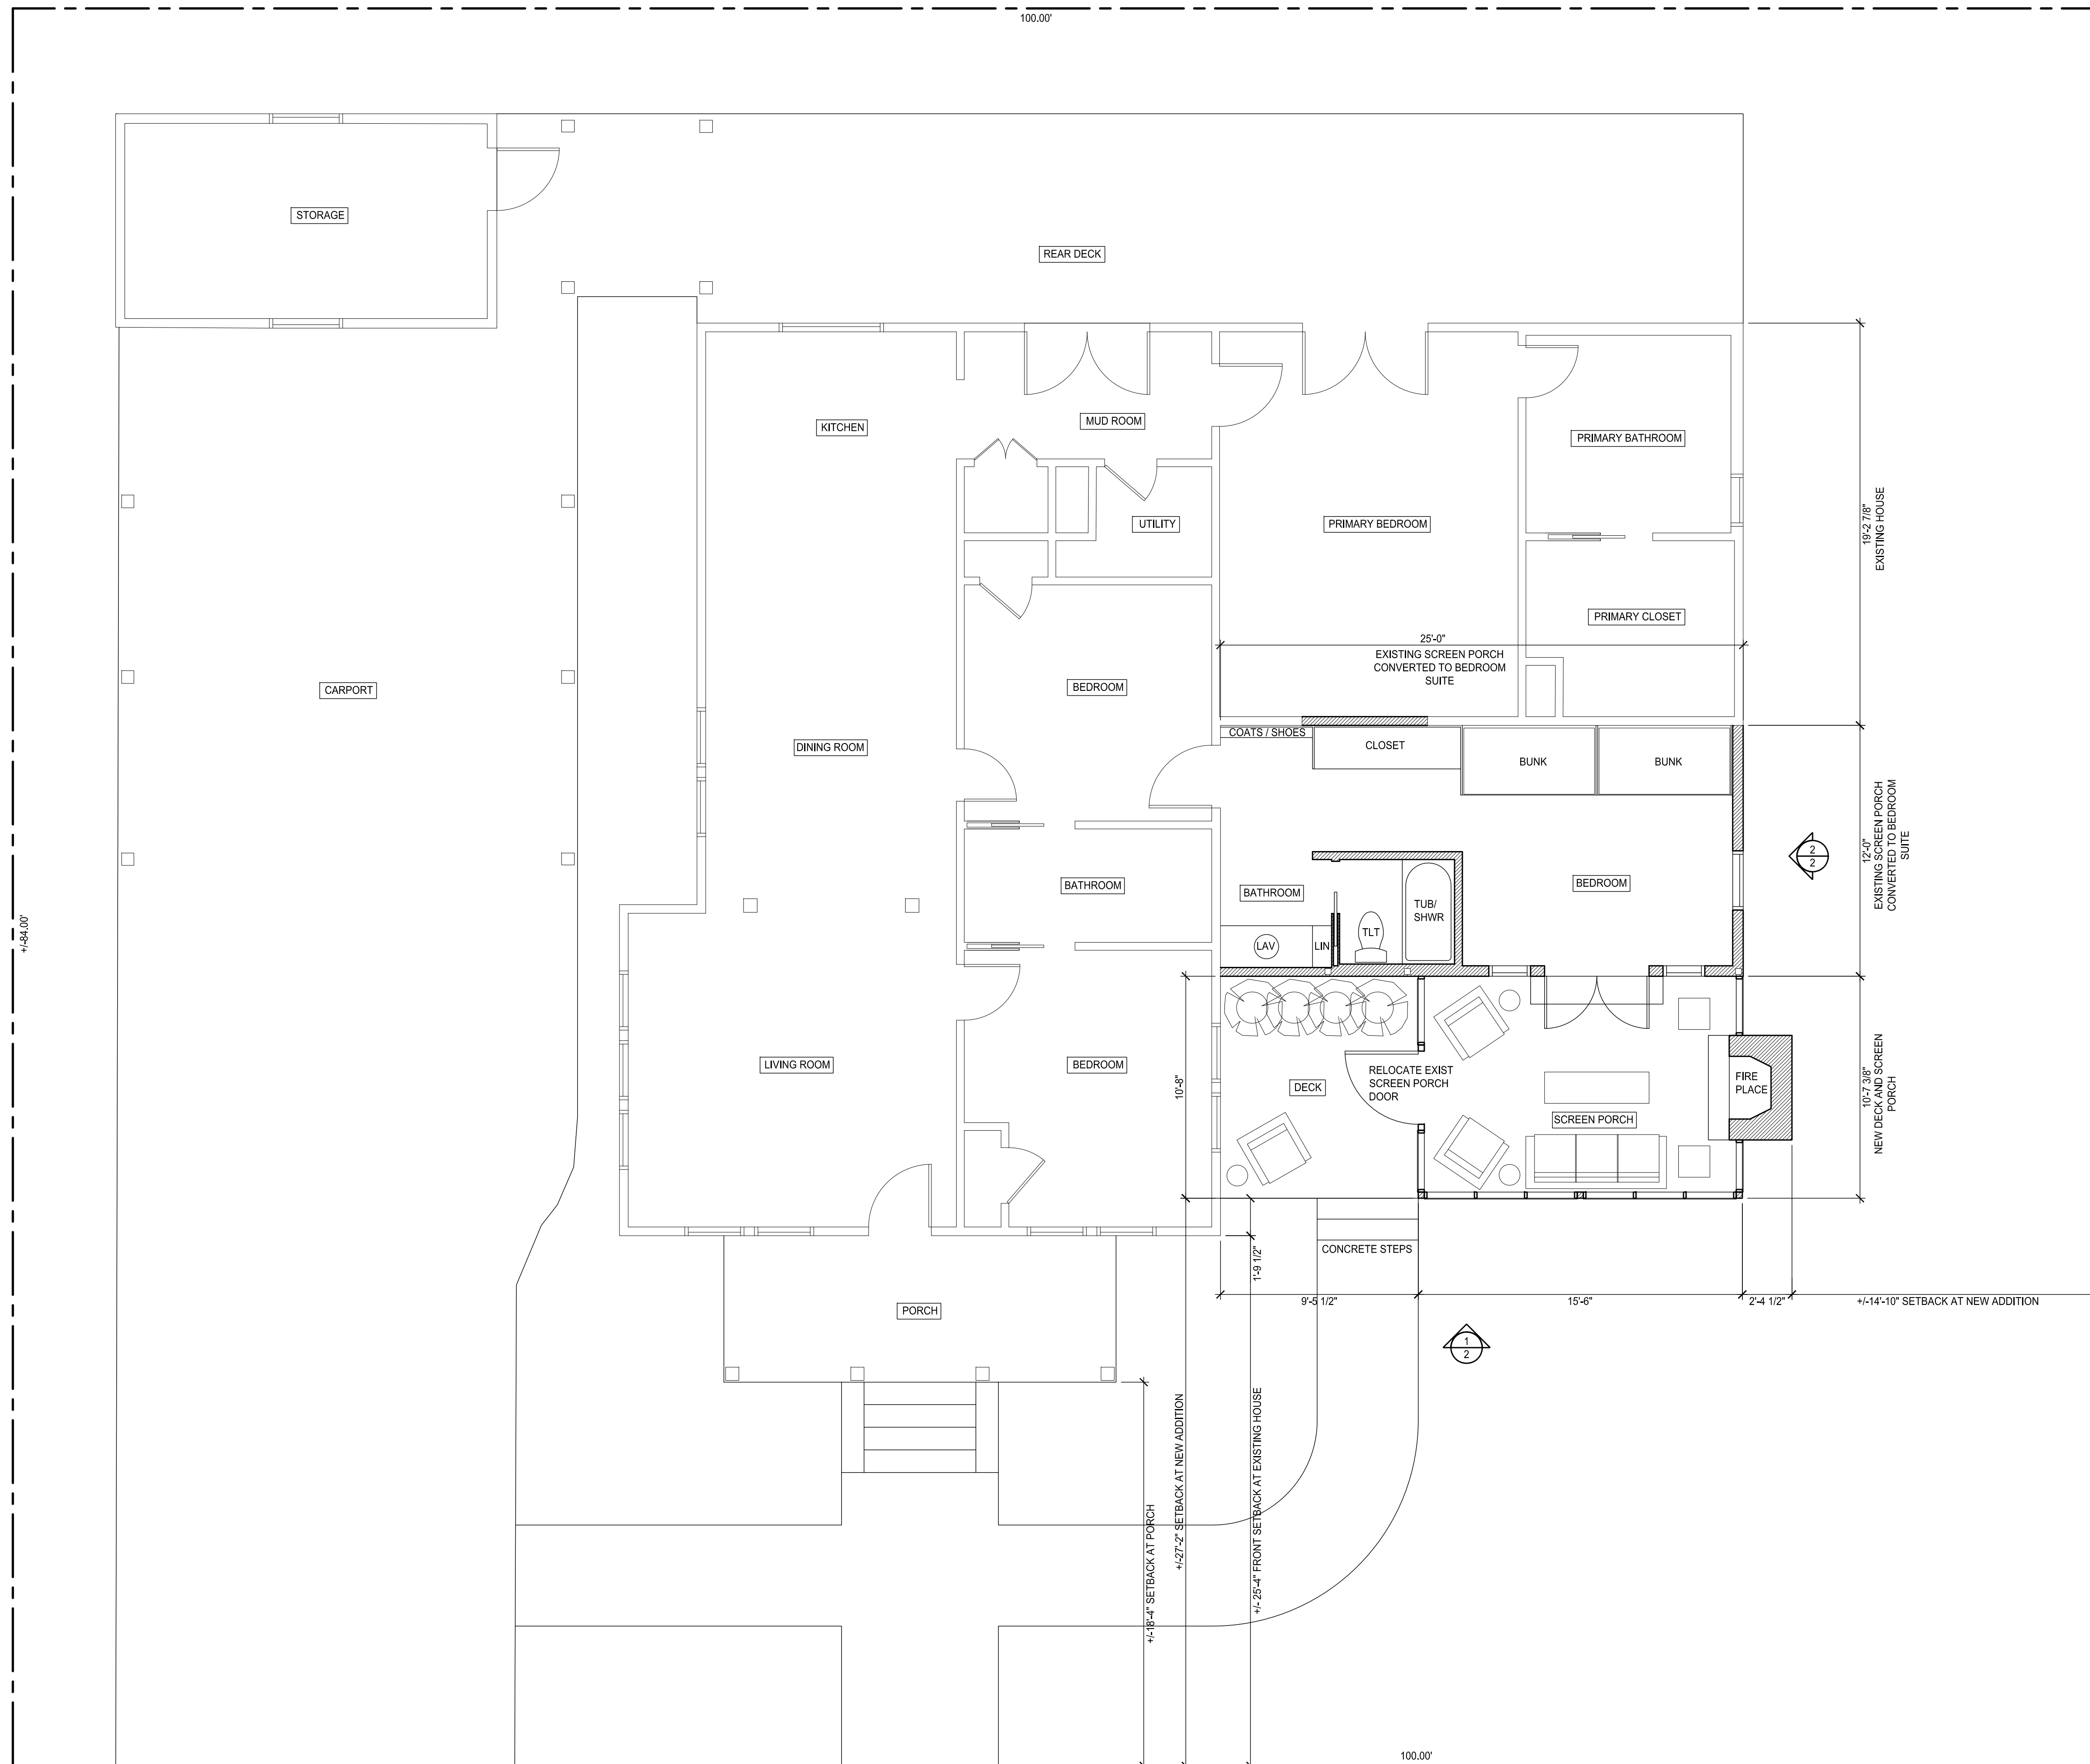 100.00'
STORAGE
REAR DECK
KITCHEN
MUD ROOM
PRIMARY BATHROOM
UTILITY
PRIMARY BEDROOM
19'-2 7/8"
EXISTING HOUSE
PRIMARY CLOSET
25'-0"
EXISTING SCREEN PORCH
CONVERTED TO BEDROOM
SUITE
CARPORT
BEDROOM
DINING ROOM
COATS / SHOES
CLOSET
BUNK
BUNK
12'-0"
EXISTING SCREEN PORCH
CONVERTED TO BEDROOM
SUITE
2
2
BATHROOM
BATHROOM
BEDROOM
TUB/
SHWR
TLT
LAV
LIN
+/-84.00'
LIVING ROOM
BEDROOM
10'-8"
DECK
RELOCATE EXIST
SCREEN PORCH
DOOR
FIRE
PLACE
SCREEN PORCH
10'-7 3/8"
NEW DECK AND SCREEN
PORCH
CONCRETE STEPS
1'-9 1/2"
9'-5 1/2"
15'-6"
2'-4 1/2"
+/-14'-10" SETBACK AT NEW ADDITION
PORCH
1
2
+/-18'-4" SETBACK AT PORCH
+/-27'-2" SETBACK AT NEW ADDITION
+/- 25'-4" FRONT SETBACK AT EXISTING HOUSE
100.00'